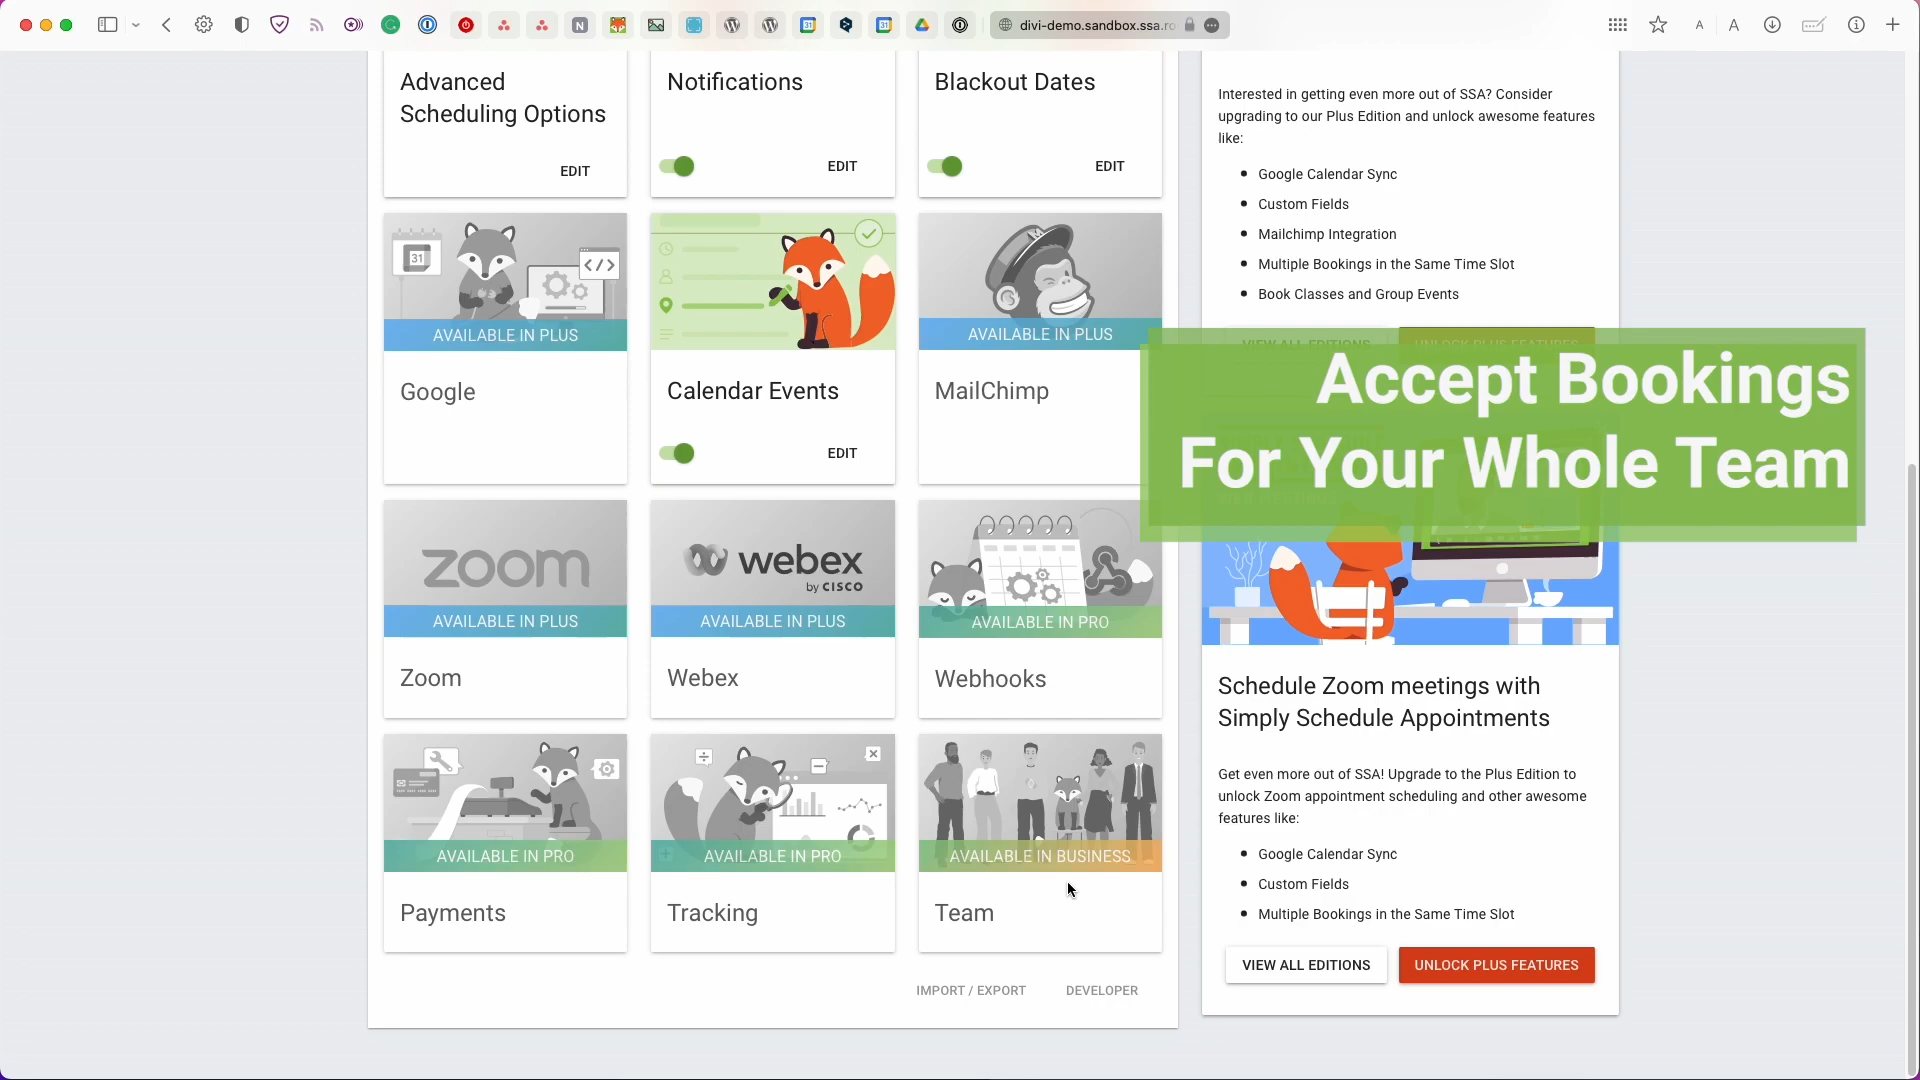 divi-demo.sandbox.ssa.ro
A
A
Advanced
Scheduling Options
EDIT
Notifications
EDIT
Blackout Dates
EDIT
31
</>
AVAILABLE IN PLUS
Google
Calendar Events
EDIT
AVAILABLE IN PLUS
MailChimp
zoom
AVAILABLE IN PLUS
Zoom
webex
by CISCO
AVAILABLE IN PLUS
Webex
AVAILABLE IN PRO
Webhooks
AVAILABLE IN PRO
Payments
AVAILABLE IN PRO
Tracking
AVAILABLE IN BUSINESS
Team
IMPORT / EXPORT
DEVELOPER
Interested in getting even more out of SSA? Consider
upgrading to our Plus Edition and unlock awesome features
like:
Google Calendar Sync
Custom Fields
Mailchimp Integration
Multiple Bookings in the Same Time Slot
Book Classes and Group Events
VIEW ALL EDITIONS
UNLOCK PLUS FEATURES
Accept Bookings
For Your Whole Team
Schedule Zoom meetings with
Simply Schedule Appointments
Get even more out of SSA! Upgrade to the Plus Edition to
unlock Zoom appointment scheduling and other awesome
features like:
Google Calendar Sync
Custom Fields
Multiple Bookings in the Same Time Slot
VIEW ALL EDITIONS
UNLOCK PLUS FEATURES